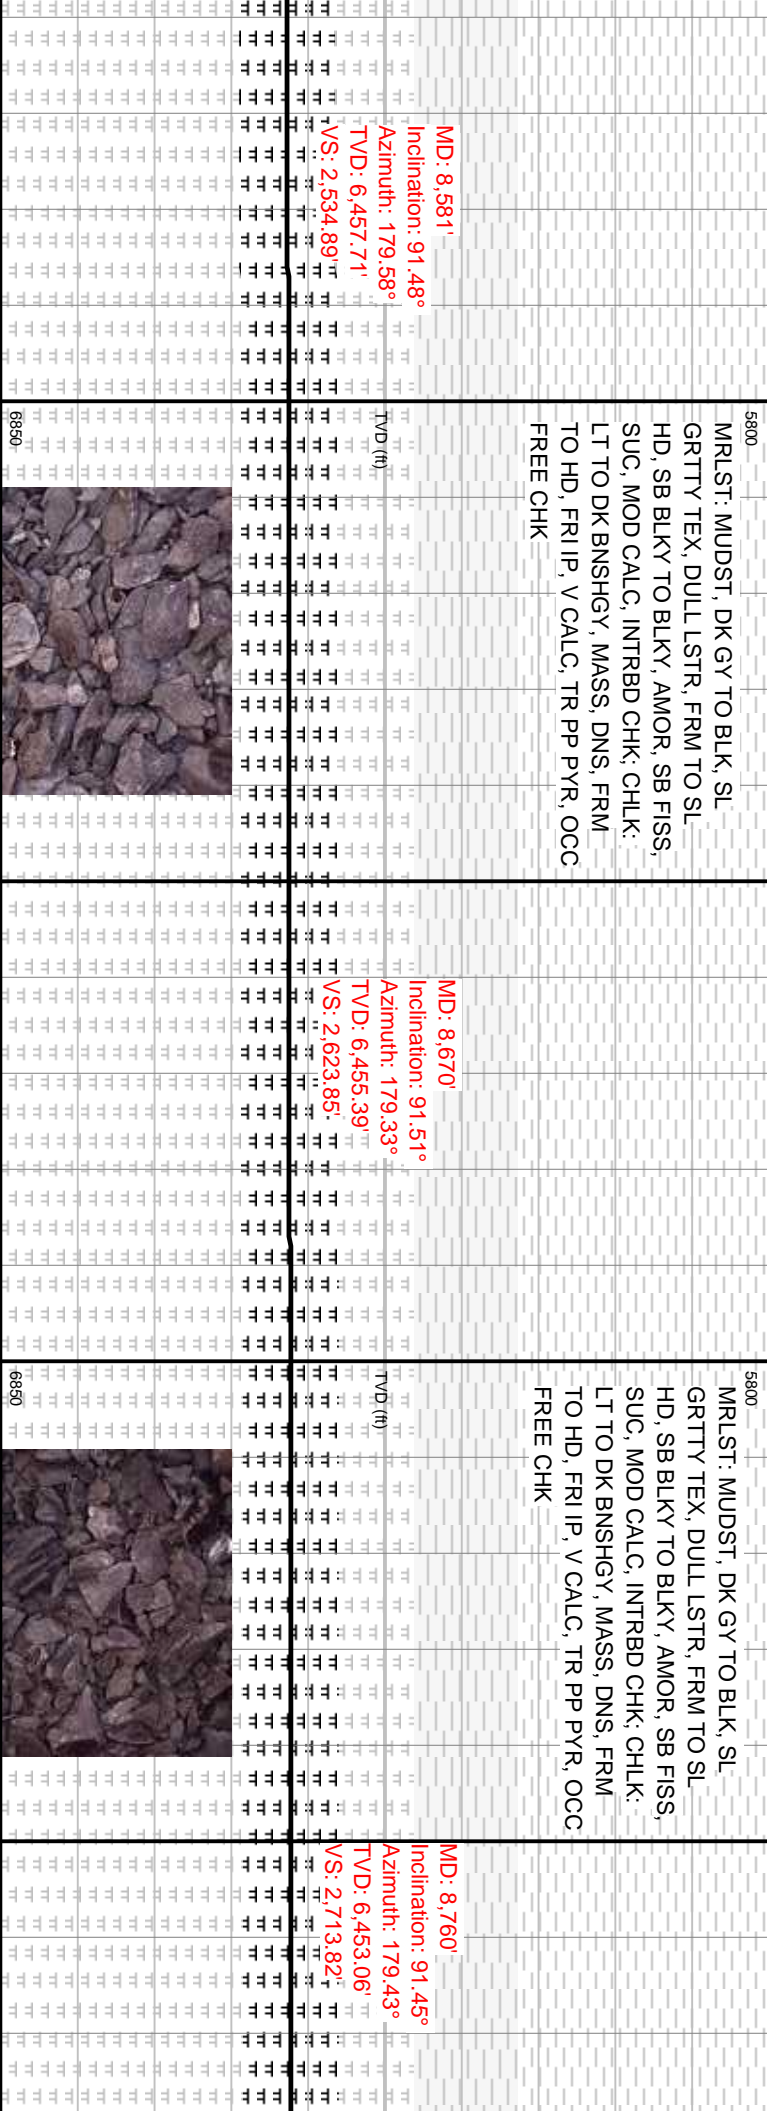 MD: 8,581'
Inclination: 91.48°
Azimuth: 179.58°
TVD: 6,457.71'
VS: 2,534.89'
5800
TVD (ft)
6850
MRLST: MUDST, DK GY TO BLK, SL
GRTTY TEX, DULL LSTR, FRM TO SL
HD, SB BLKY TO BLKY, AMOR, SB FISS,
SUC, MOD CALC, INTRBD CHK; CHLK:
LT TO DK BNSHGY, MASS, DNS, FRM
TO HD, FRI IP, V CALC, TR PP PYR, OCC
FREE CHK
MD: 8,670'
Inclination: 91.51°
Azimuth: 179.33°
TVD: 6,455.39'
VS: 2,623.85'
5800
TVD (ft)
6850
MRLST: MUDST, DK GY TO BLK, SL
GRTTY TEX, DULL LSTR, FRM TO SL
HD, SB BLKY TO BLKY, AMOR, SB FISS,
SUC, MOD CALC, INTRBD CHK; CHLK:
LT TO DK BNSHGY, MASS, DNS, FRM
TO HD, FRI IP, V CALC, TR PP PYR, OCC
FREE CHK
MD: 8,760'
Inclination: 91.45°
Azimuth: 179.43°
TVD: 6,453.06'
VS: 2,713.82'